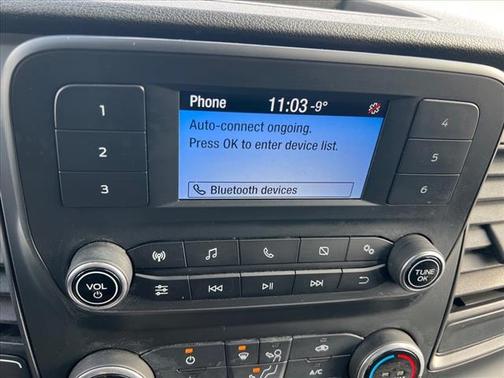 Phone 11:03 -9°
Auto-connect ongoing.
Press OK to enter device list.
Bluetooth devices
1
2
3
4
5
6
VOL
TUNE
OK
A/C